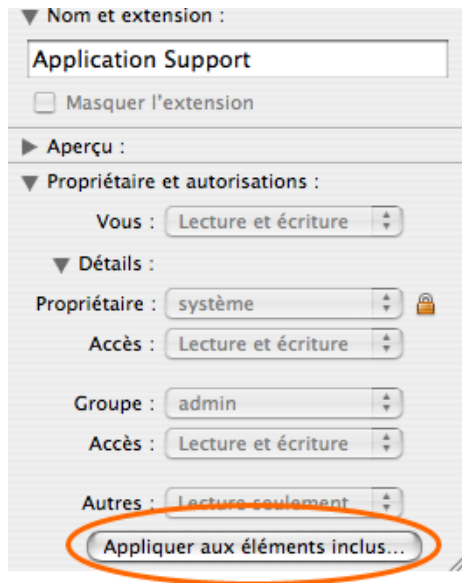 Nom et extension :
Application Support
Masquer l'extension
Aperçu :
Propriétaire et autorisations :
Vous : Lecture et écriture
Détails :
Propriétaire : système
Accès : Lecture et écriture
Groupe : admin
Accès : Lecture et écriture
Autres : Lecture seulement
Appliquer aux éléments inclus...